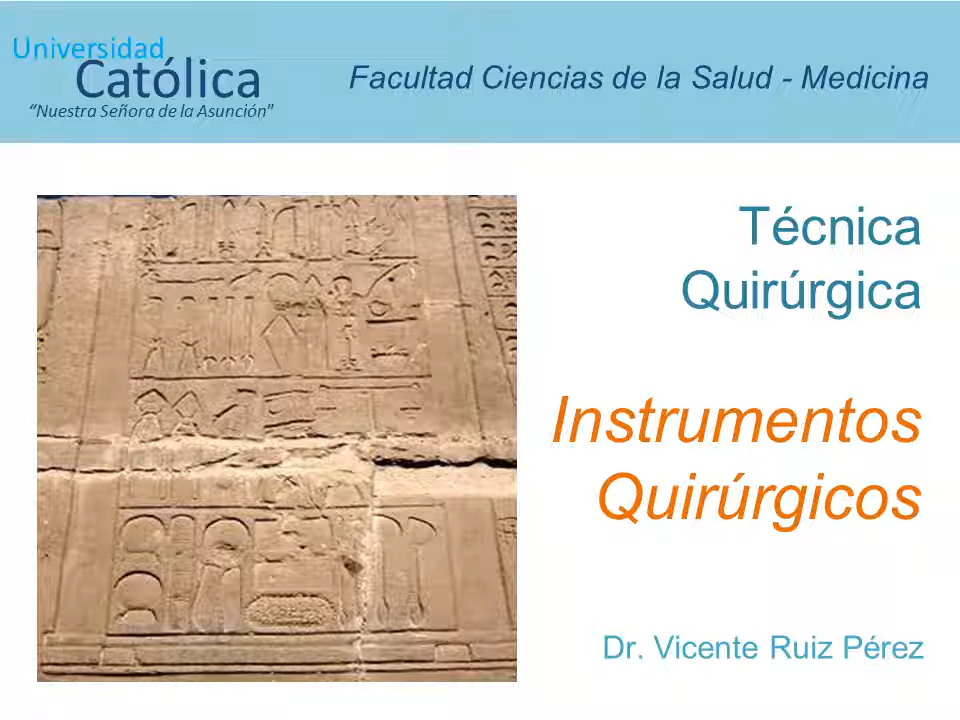 Universidad
Católica
“Nuestra Señora de la Asunción”
Facultad Ciencias de la Salud - Medicina
Técnica
Quirúrgica
Instrumentos
Quirúrgicos
Dr. Vicente Ruiz Pérez